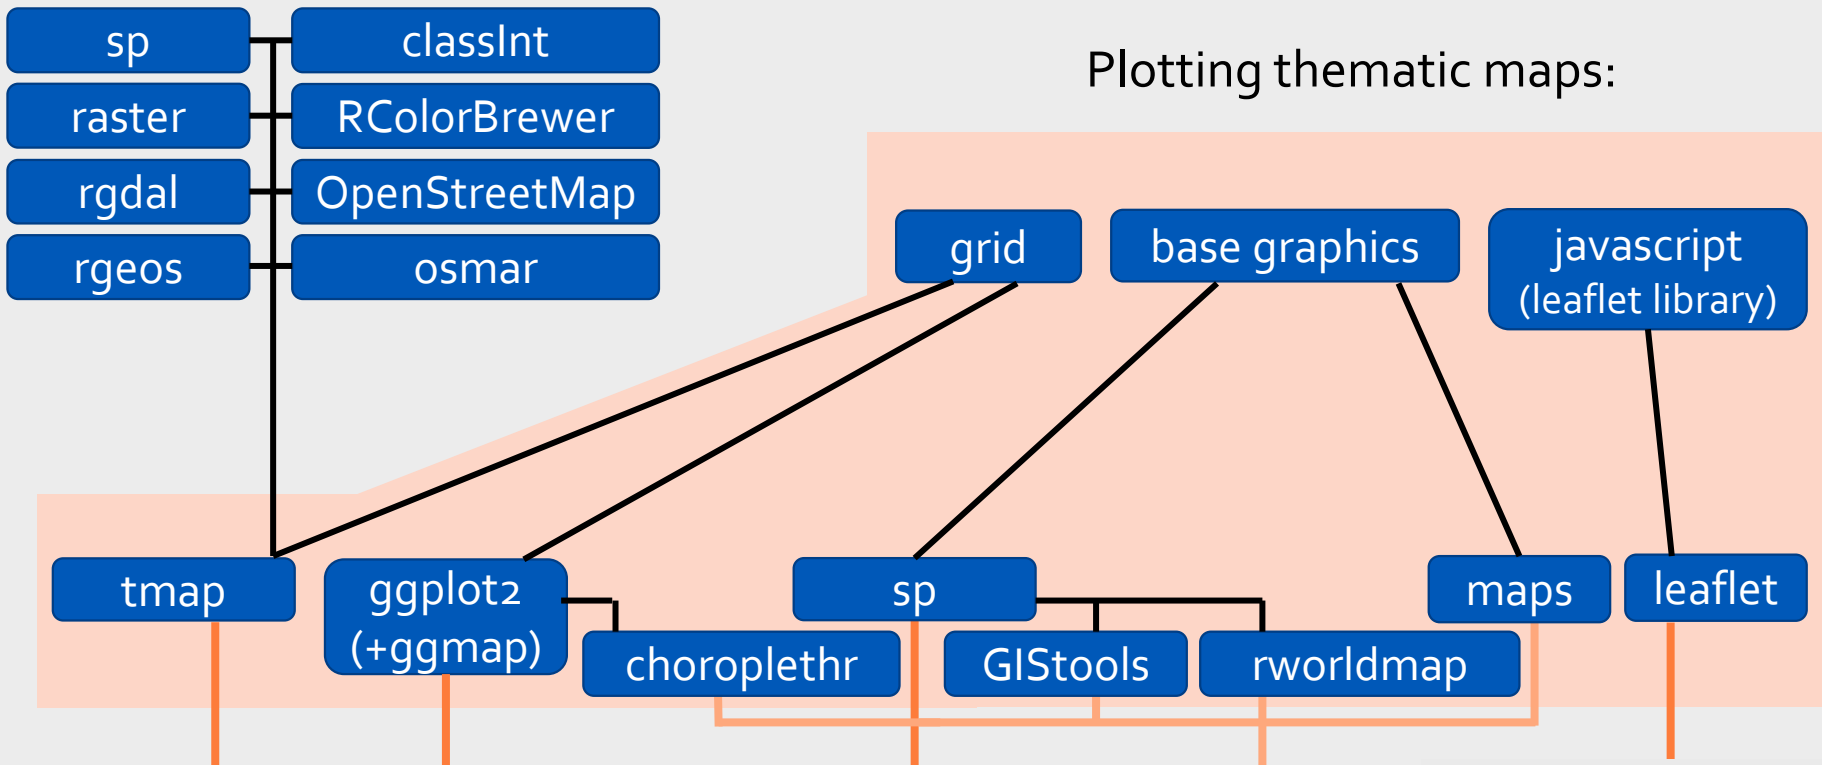 sp
classInt
Plotting thematic maps:
raster
RColorBrewer
rgdal
OpenStreetMap
rgeos
osmar
grid
base graphics
javascript
(leaflet library)
tmap
ggplot2
(+ggmap)
sp
maps
leaflet
choroplethr
GIStools
rworldmap